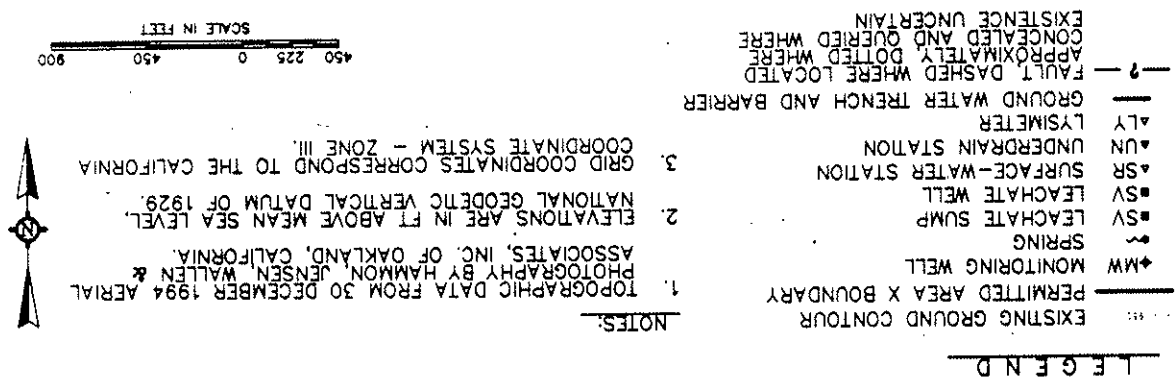 LEGEND
EXISTING GROUND CONTOUR
PERMITTED AREA X BOUNDARY
MW MONITORING WELL
SPRING
SV LEACHATE SUMP
SV LEACHATE WELL
SR SURFACE-WATER STATION
UN UNDERDRAIN STATION
LY LYSIMETER
GROUND WATER TRENCH AND BARRIER
? FAULT, DASHED WHERE LOCATED
APPROXIMATELY, DOTTED WHERE
CONCEALED AND QUERIED WHERE
EXISTENCE UNCERTAIN
NOTES:
1. TOPOGRAPHIC DATA FROM 30 DECEMBER 1994 AERIAL
PHOTOGRAPHY BY HAMMON, JENSEN, WALLEN &
ASSOCIATES, INC. OF OAKLAND, CALIFORNIA.
2. ELEVATIONS ARE IN FT ABOVE MEAN SEA LEVEL,
NATIONAL GEODETIC VERTICAL DATUM OF 1929.
3. GRID COORDINATES CORRESPOND TO THE CALIFORNIA
COORDINATE SYSTEM - ZONE III.
N
450 225 0 450 900
SCALE IN FEET